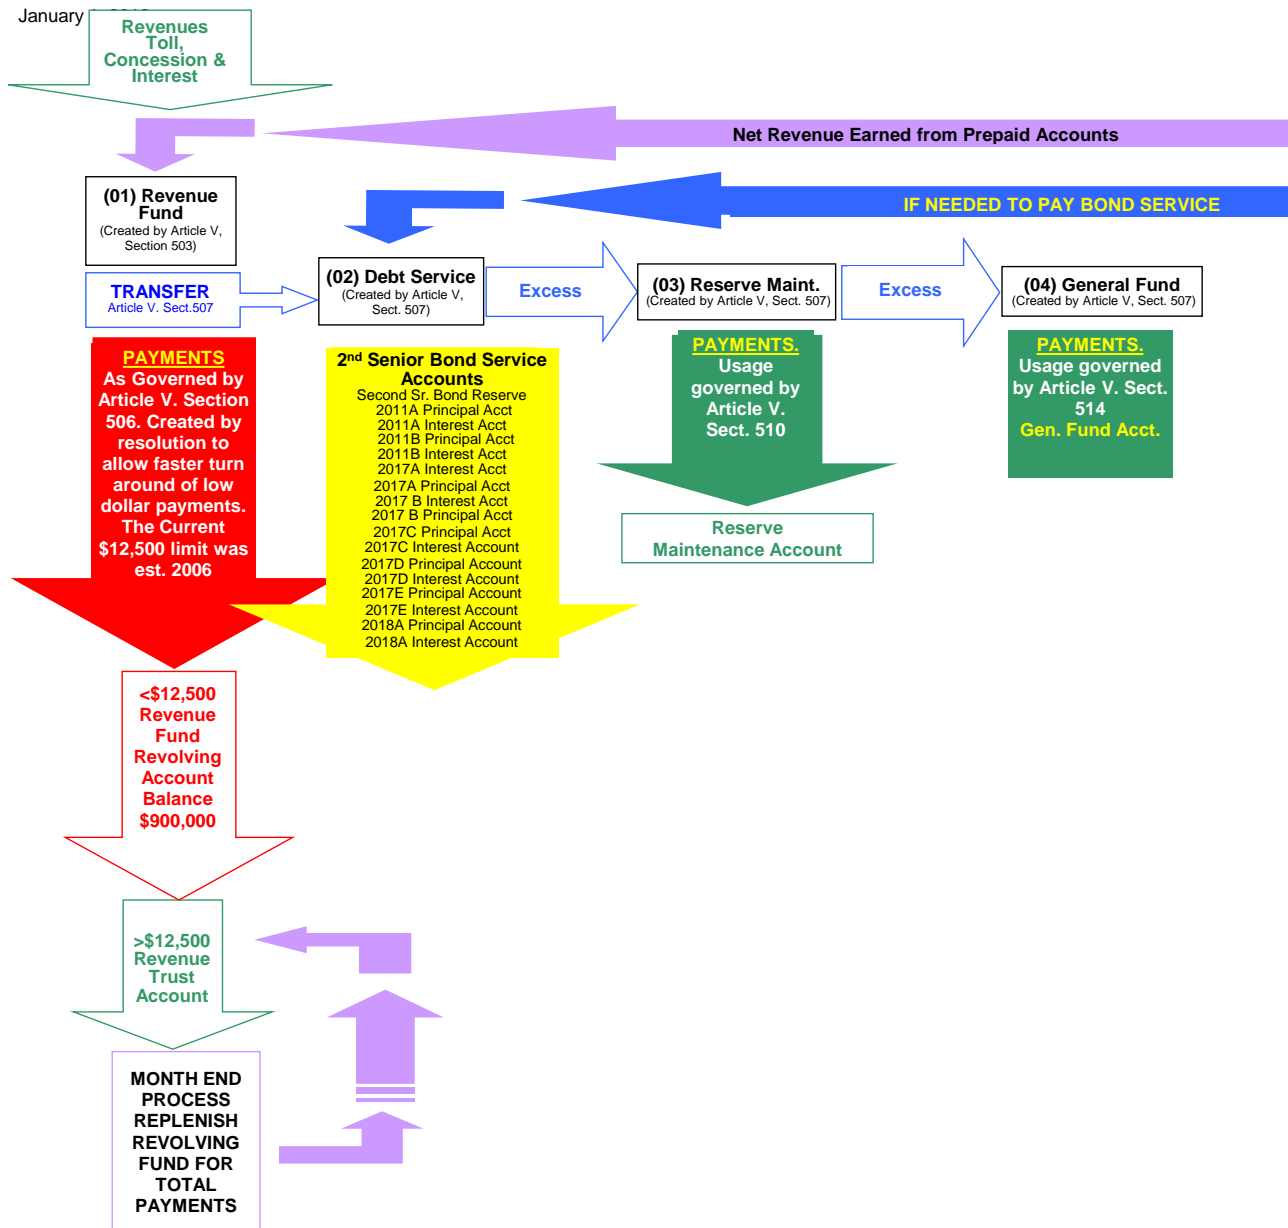 January
Revenues
Toll,
Concession &
Interest
Net Revenue Earned from Prepaid Accounts
(01) Revenue
Fund
(Created by Article V,
Section 503)
IF NEEDED TO PAY BOND SERVICE
TRANSFER
Article V. Sect.507
(02) Debt Service
(Created by Article V,
Sect. 507)
Excess
(03) Reserve Maint.
(Created by Article V, Sect. 507)
Excess
(04) General Fund
(Created by Article V, Sect. 507)
PAYMENTS
As Governed by
Article V. Section
506. Created by
resolution to
allow faster turn
around of low
dollar payments.
The Current
$12,500 limit was
est. 2006
2nd Senior Bond Service
Accounts
Second Sr. Bond Reserve
2011A Principal Acct
2011A Interest Acct
2011B Principal Acct
2011B Interest Acct
2017A Interest Acct
2017A Principal Acct
2017 B Interest Acct
2017 B Principal Acct
2017C Principal Acct
2017C Interest Account
2017D Principal Account
2017D Interest Account
2017E Principal Account
2017E Interest Account
2018A Principal Account
2018A Interest Account
PAYMENTS.
Usage
governed by
Article V.
Sect. 510
Reserve
Maintenance Account
PAYMENTS.
Usage governed
by Article V. Sect.
514
Gen. Fund Acct.
<$12,500
Revenue
Fund
Revolving
Account
Balance
$900,000
>$12,500
Revenue
Trust
Account
MONTH END
PROCESS
REPLENISH
REVOLVING
FUND FOR
TOTAL
PAYMENTS